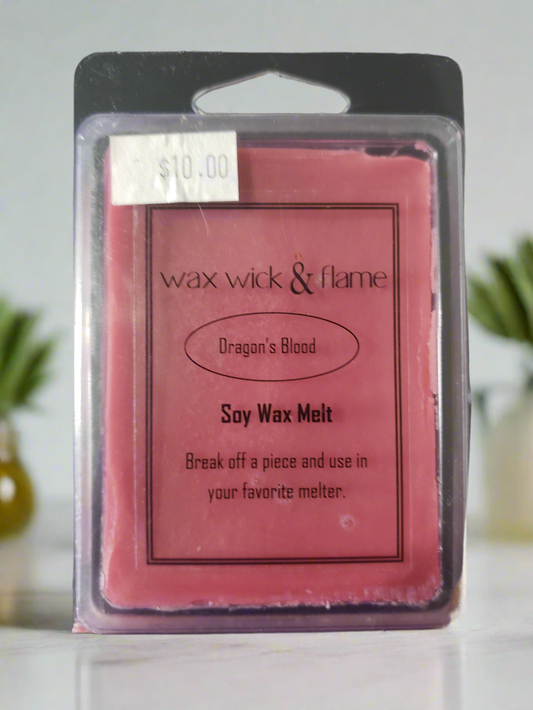 $10.00
wax wick & flame
Dragon's Blood
Soy Wax Melt
Break off a piece and use in
your favorite melter.